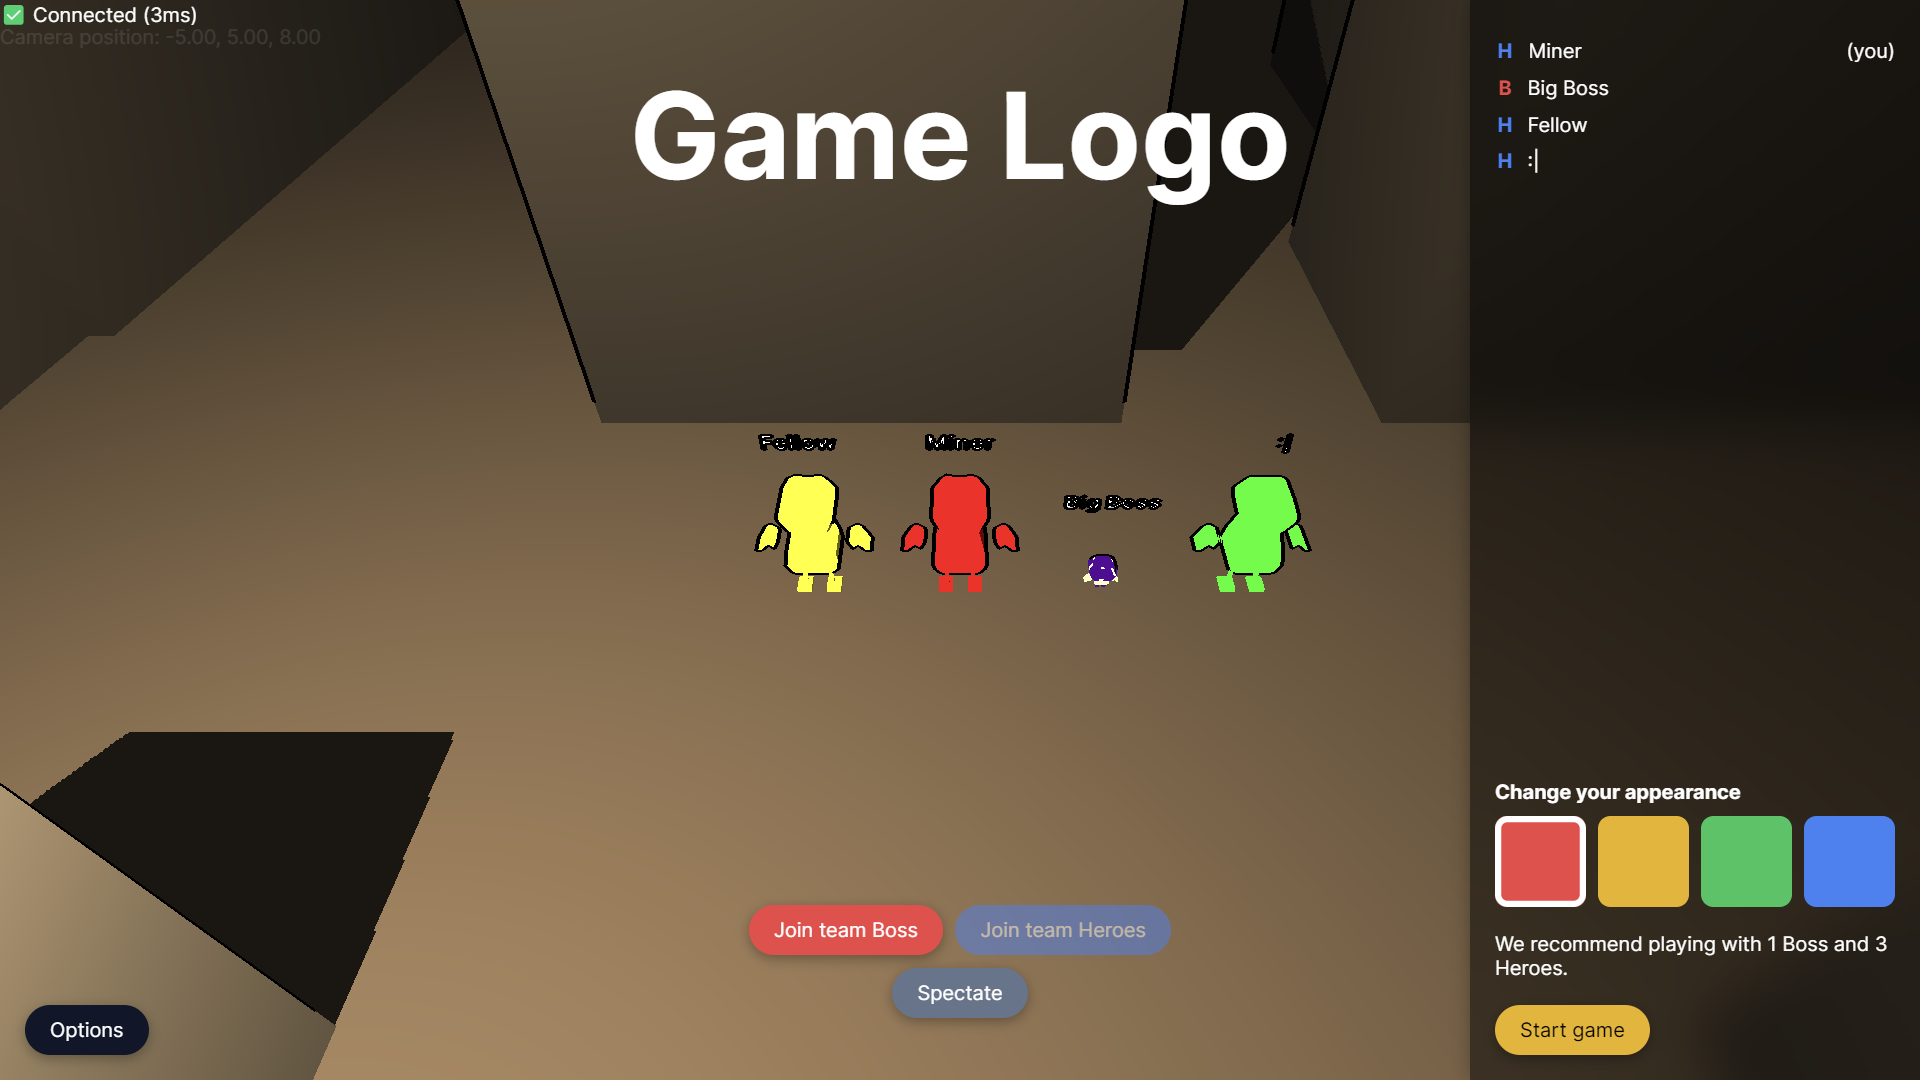 Connected (3ms)
Camera position: -5.00, 5.00, 8.00
Game Logo
H Miner (you)
B Big Boss
H Fellow
H :|
Fellow
Miner
Big Boss
:|
Change your appearance
We recommend playing with 1 Boss and 3
Heroes.
Start game
Join team Boss
Join team Heroes
Spectate
Options